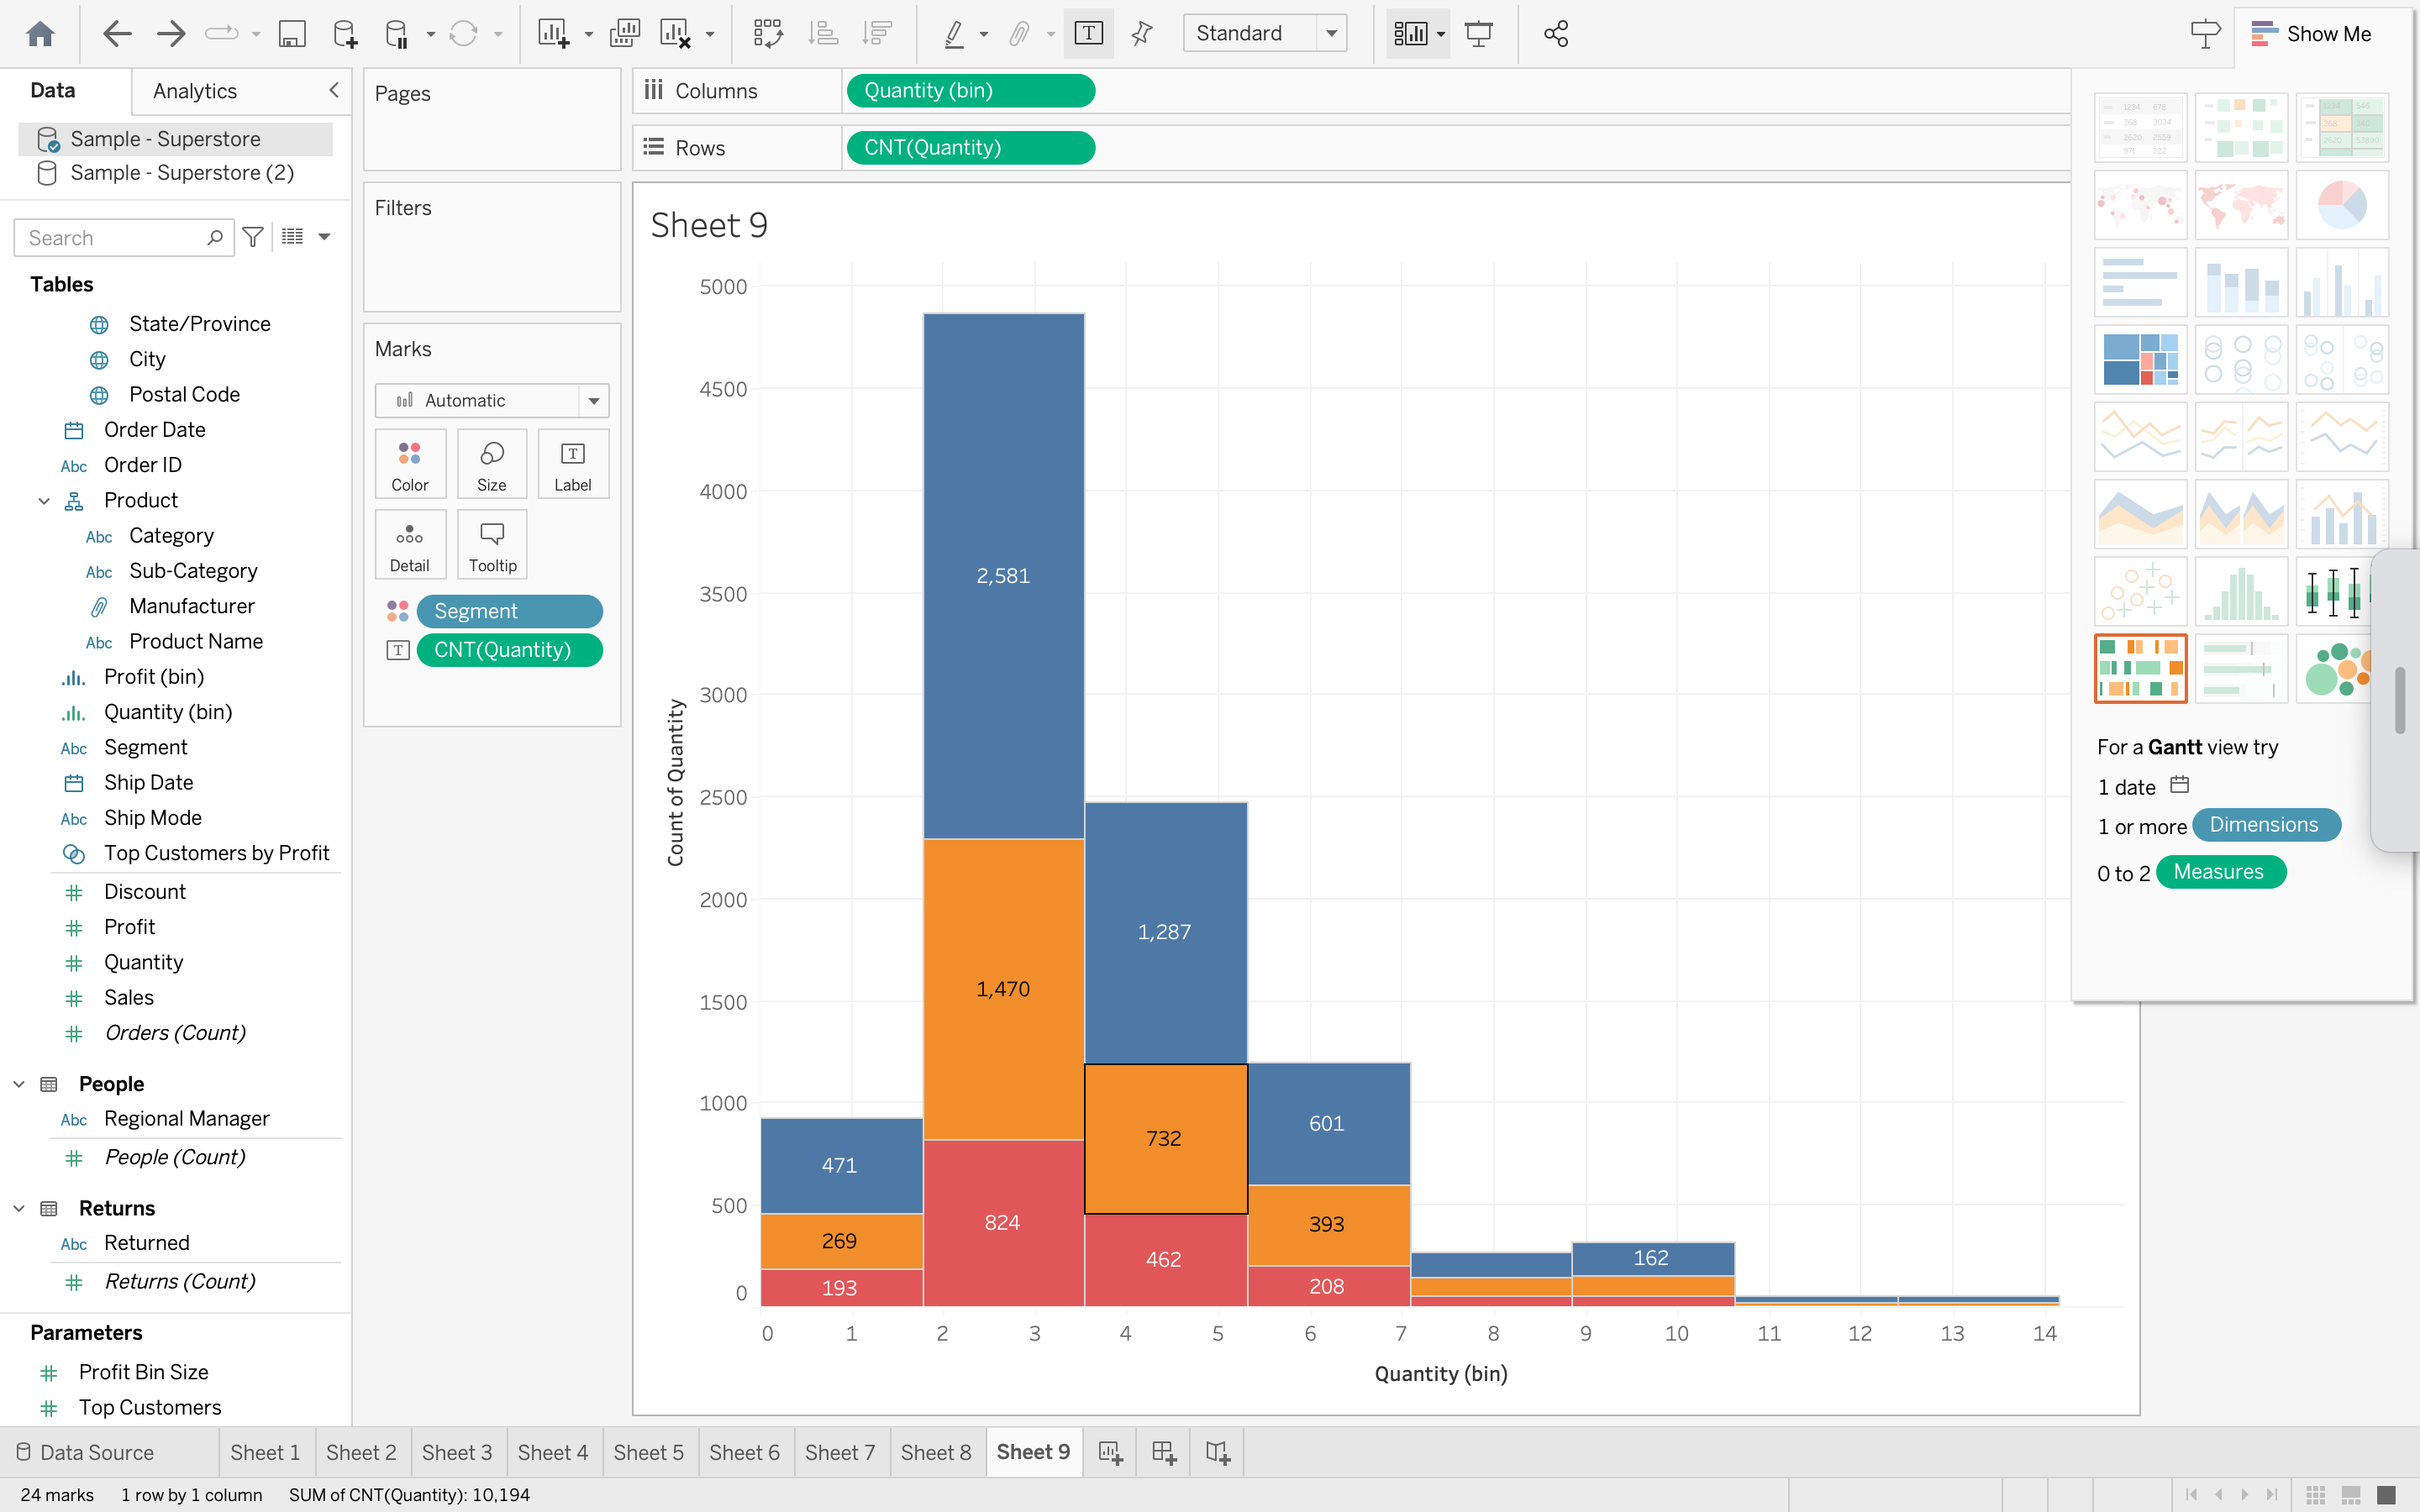 Standard
Show Me
Data
Analytics
Sample - Superstore
Sample - Superstore (2)
Search
Tables
State/Province
City
Postal Code
Order Date
Abc Order ID
Product
Abc Category
Abc Sub-Category
Manufacturer
Abc Product Name
Profit (bin)
Quantity (bin)
Abc Segment
Ship Date
Abc Ship Mode
Top Customers by Profit
Discount
Profit
Quantity
Sales
Orders (Count)
People
Abc Regional Manager
People (Count)
Returns
Abc Returned
Returns (Count)
Parameters
Profit Bin Size
Top Customers
Pages
Filters
Marks
Automatic
Color
Size
T
Label
Detail
Tooltip
Segment
T CNT(Quantity)
Columns
Quantity (bin)
Rows
CNT(Quantity)
Sheet 9
Count of Quantity
5000
4500
4000
3500
3000
2500
2000
1500
1000
500
0
2,581
1,470
824
1,287
732
462
471
269
193
601
393
208
162
0 1 2 3 4 5 6 7 8 9 10 11 12 13 14
Quantity (bin)
For a Gantt view try
1 date
1 or more Dimensions
0 to 2 Measures
Data Source
Sheet 1
Sheet 2
Sheet 3
Sheet 4
Sheet 5
Sheet 6
Sheet 7
Sheet 8
Sheet 9
24 marks
1 row by 1 column
SUM of CNT(Quantity): 10,194